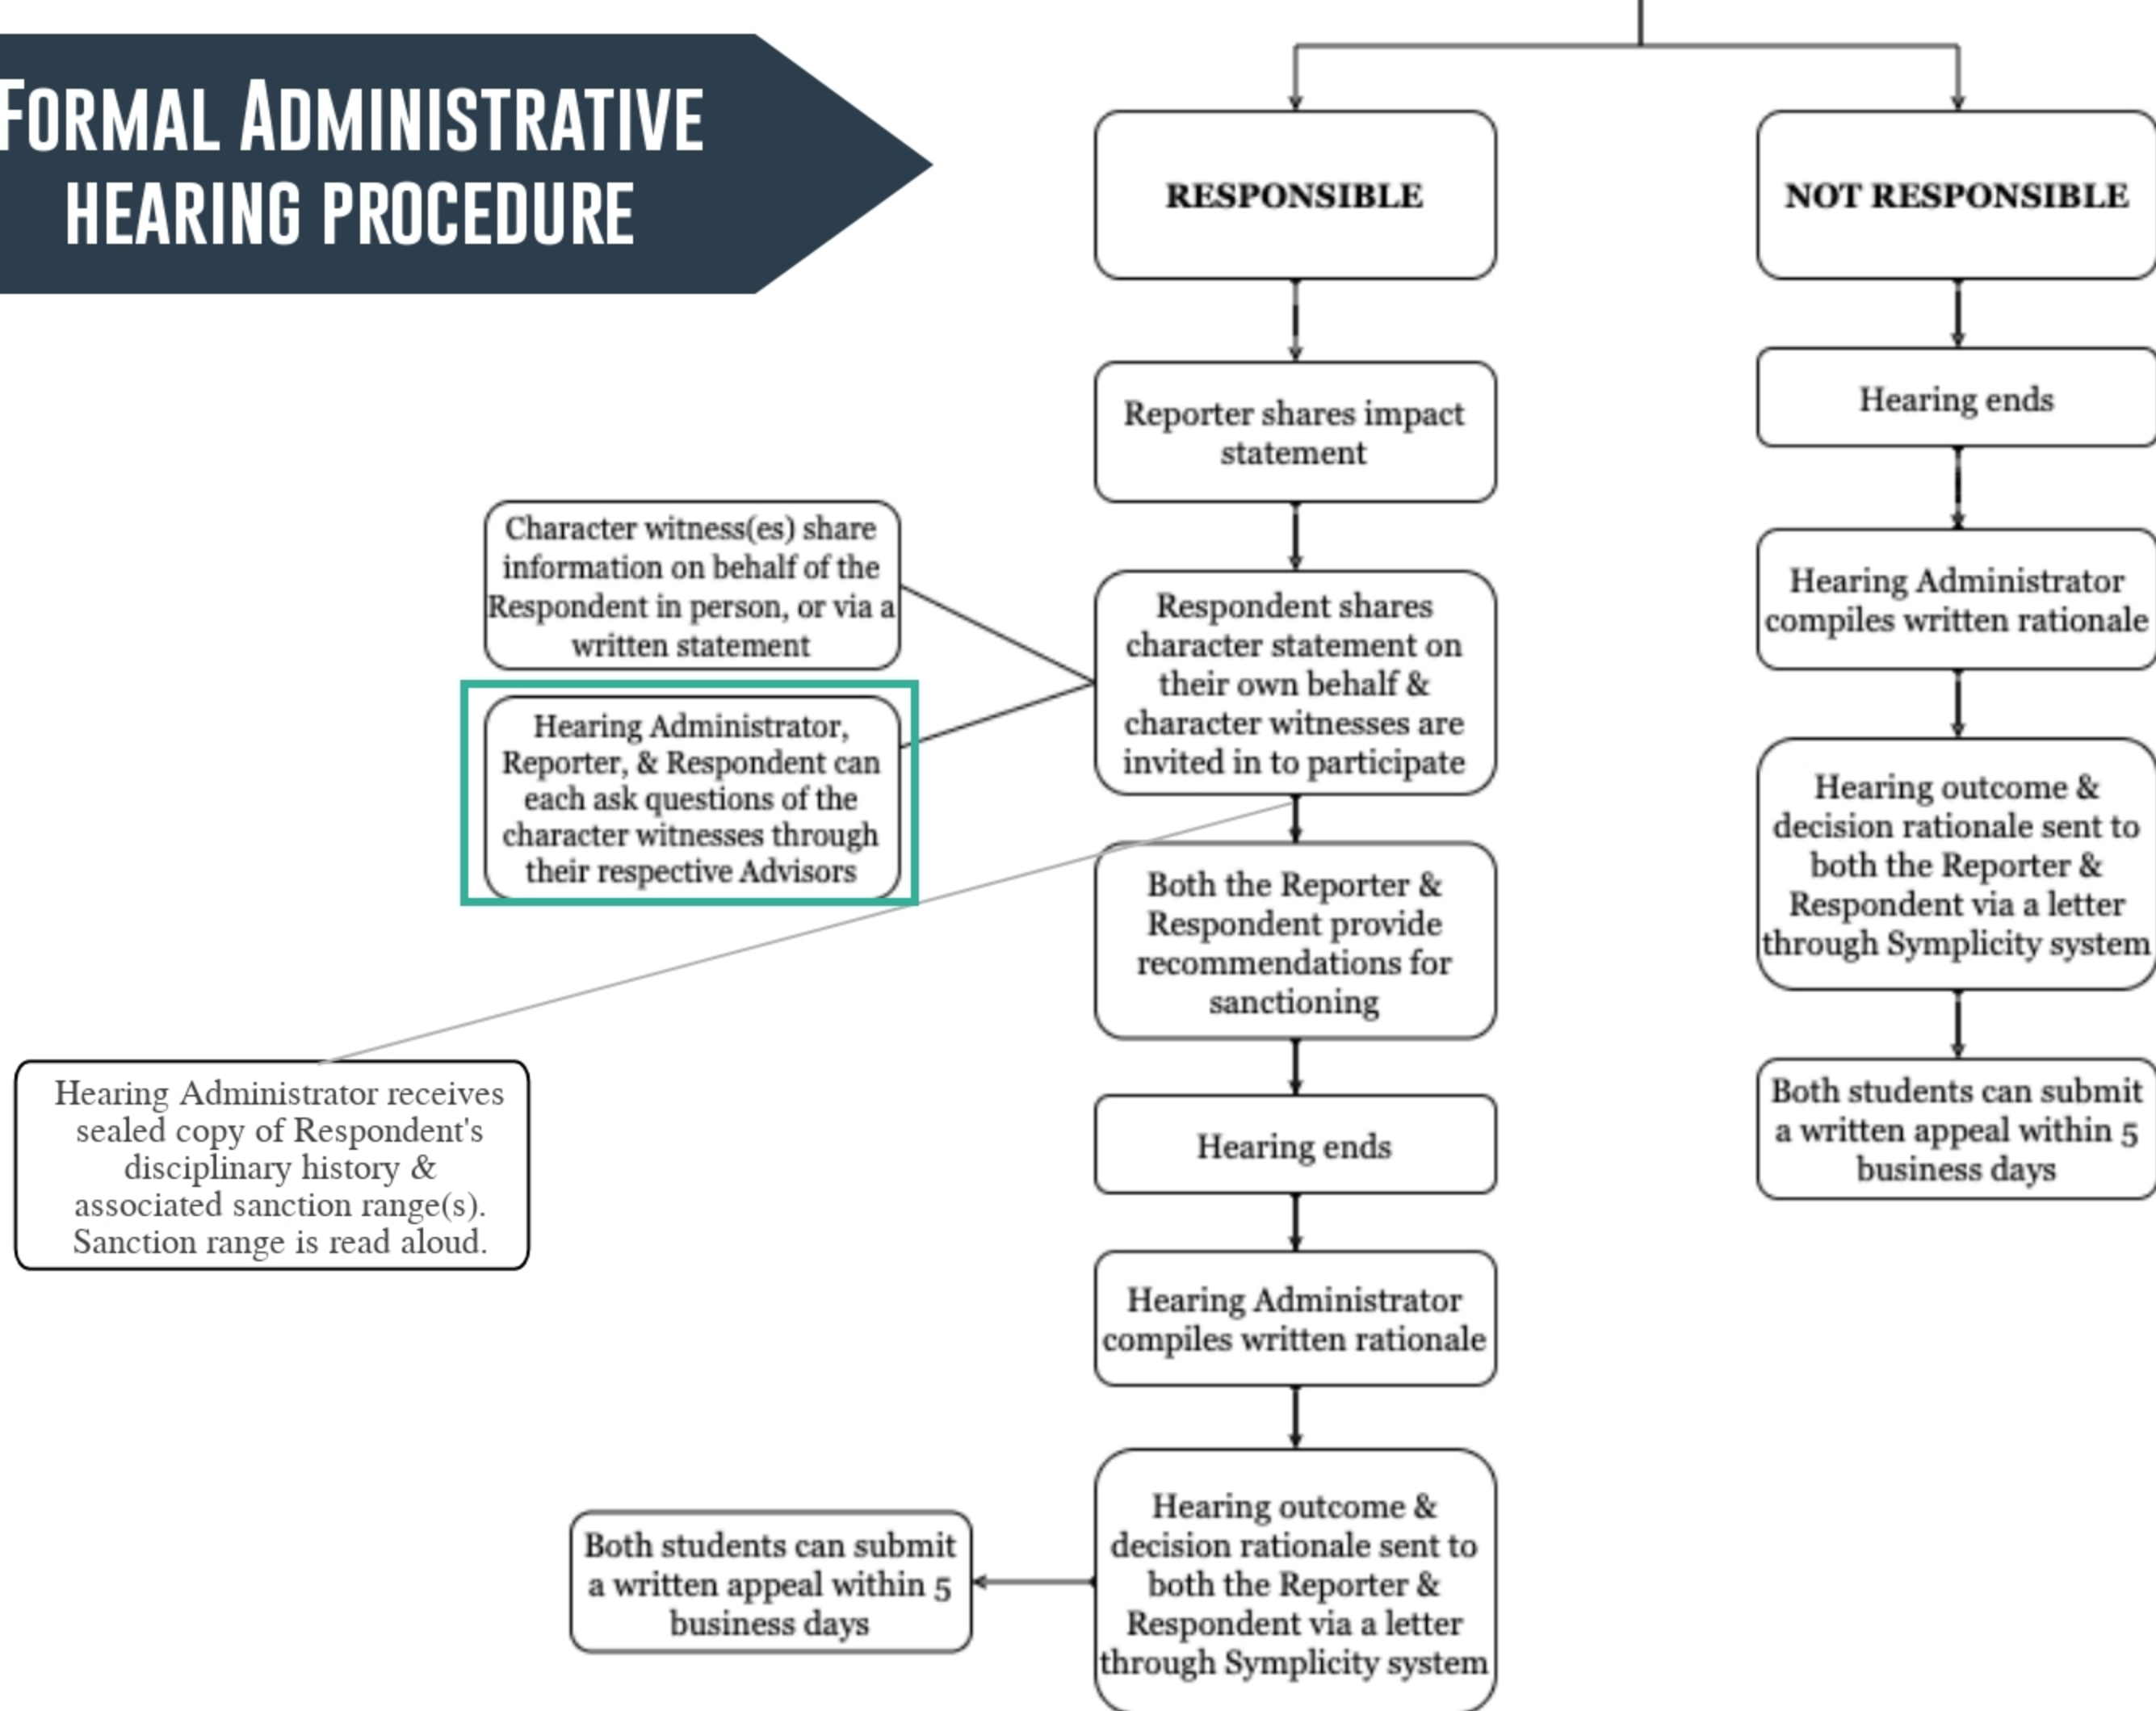 FORMAL ADMINISTRATIVE
HEARING PROCEDURE
RESPONSIBLE
NOT RESPONSIBLE
Reporter shares impact
statement
Hearing ends
Character witness(es) share
information on behalf of the
Respondent in person, or via a
written statement
Hearing Administrator,
Reporter, & Respondent can
each ask questions of the
character witnesses through
their respective Advisors
Respondent shares
character statement on
their own behalf &
character witnesses are
invited in to participate
Hearing Administrator
compiles written rationale
Hearing outcome &
decision rationale sent to
both the Reporter &
Respondent via a letter
through Symplicity system
Both the Reporter &
Respondent provide
recommendations for
sanctioning
Hearing Administrator receives
sealed copy of Respondent's
disciplinary history &
associated sanction range(s).
Sanction range is read aloud.
Hearing ends
Both students can submit
a written appeal within 5
business days
Hearing Administrator
compiles written rationale
Both students can submit
a written appeal within 5
business days
Hearing outcome &
decision rationale sent to
both the Reporter &
Respondent via a letter
through Symplicity system